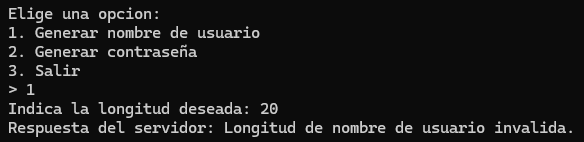 Elige una opcion:
1. Generar nombre de usuario
2. Generar contraseña
3. Salir
> 1
Indica la longitud deseada: 20
Respuesta del servidor: Longitud de nombre de usuario invalida.